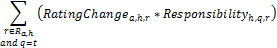 ∑ (RatingChange_{a,h,r} * Responsibility_{h,q,r})
r∈R_{a,h}
and q=t